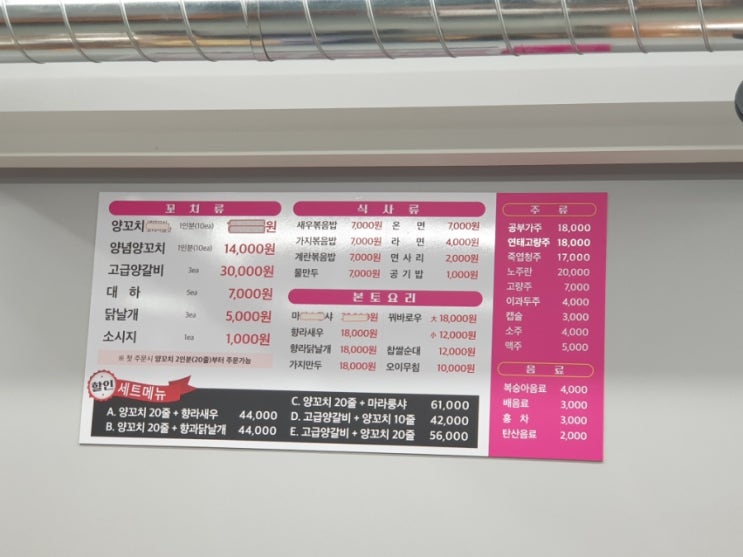 꼬치류
양꼬치 1인분(10ea) 원
양념양꼬치 1인분(10ea) 14,000원
고급양갈비 3ea 30,000원
대 하 5ea 7,000원
닭날개 3ea 5,000원
소시지 1ea 1,000원
※ 첫 주문시 양꼬치 2인분(20줄)부터 주문가능
식사류
새우볶음밥 7,000원 온 면 7,000원
가지볶음밥 7,000원 라 면 4,000원
계란볶음밥 7,000원 면 사 리 2,000원
물만두 7,000원 공 기 밥 1,000원
본토요리
마 샤 원 꿔바로우 大 18,000원
향라새우 18,000원 小 12,000원
향라닭날개 18,000원 찹쌀순대 12,000원
가지만두 18,000원 오이무침 10,000원
할인 세트메뉴
A. 양꼬치 20줄 + 향라새우 44,000
B. 양꼬치 20줄 + 향과닭날개 44,000
C. 양꼬치 20줄 + 마라롱샤 61,000
D. 고급양갈비 + 양꼬치 10줄 42,000
E. 고급양갈비 + 양꼬치 20줄 56,000
주 류
공부가주 18,000
연태고량주 18,000
죽엽청주 17,000
노주란 20,000
고량주 7,000
이과두주 4,000
캡슐 3,000
소주 4,000
맥주 5,000
음 료
복숭아음료 4,000
배음료 3,000
홍 차 3,000
탄산음료 2,000